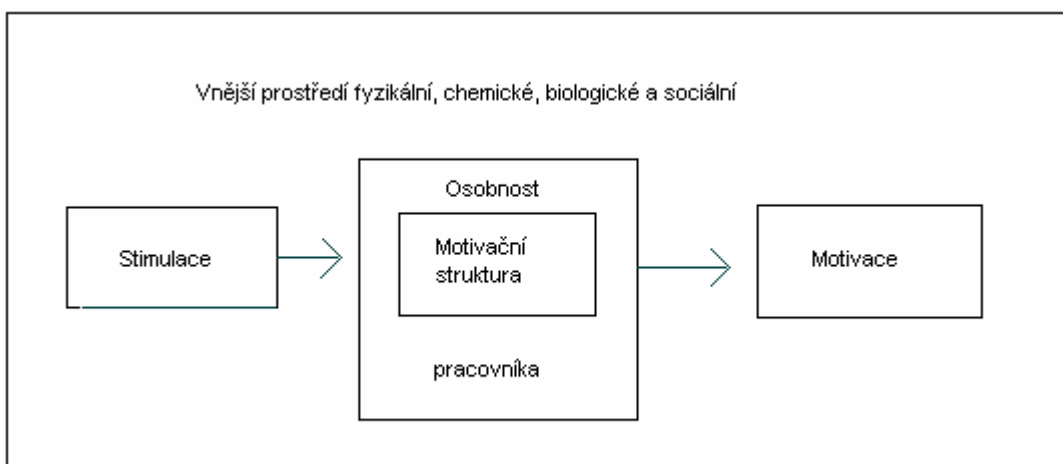 Vnější prostředí fyzikální, chemické, biologické a sociální
Osobnost
Stimulace
Motivační
struktura
Motivace
pracovníka